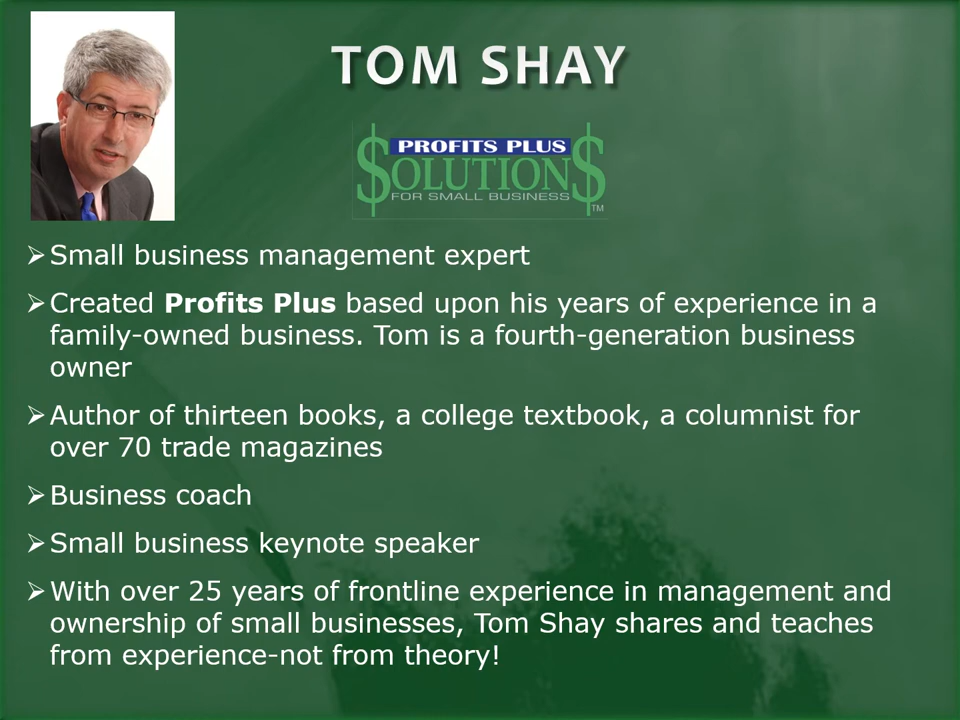 TOM SHAY
PROFITS PLUS
$OLUTION$
FOR SMALL BUSINESS
TM
➢Small business management expert
➢Created Profits Plus based upon his years of experience in a
family-owned business. Tom is a fourth-generation business
owner
➢Author of thirteen books, a college textbook, a columnist for
over 70 trade magazines
➢Business coach
➢Small business keynote speaker
➢With over 25 years of frontline experience in management and
ownership of small businesses, Tom Shay shares and teaches
from experience-not from theory!